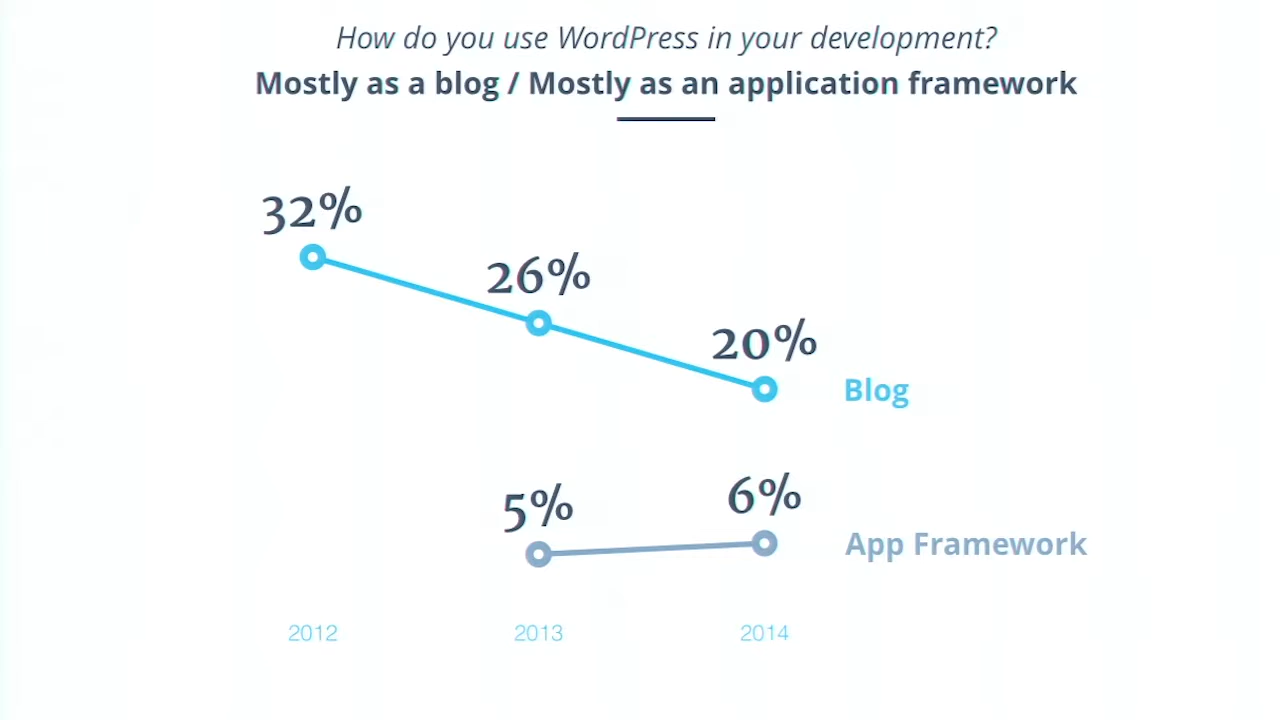 How do you use WordPress in your development?
Mostly as a blog / Mostly as an application framework
32%
26%
20%
Blog
5%
6%
App Framework
2012 2013 2014